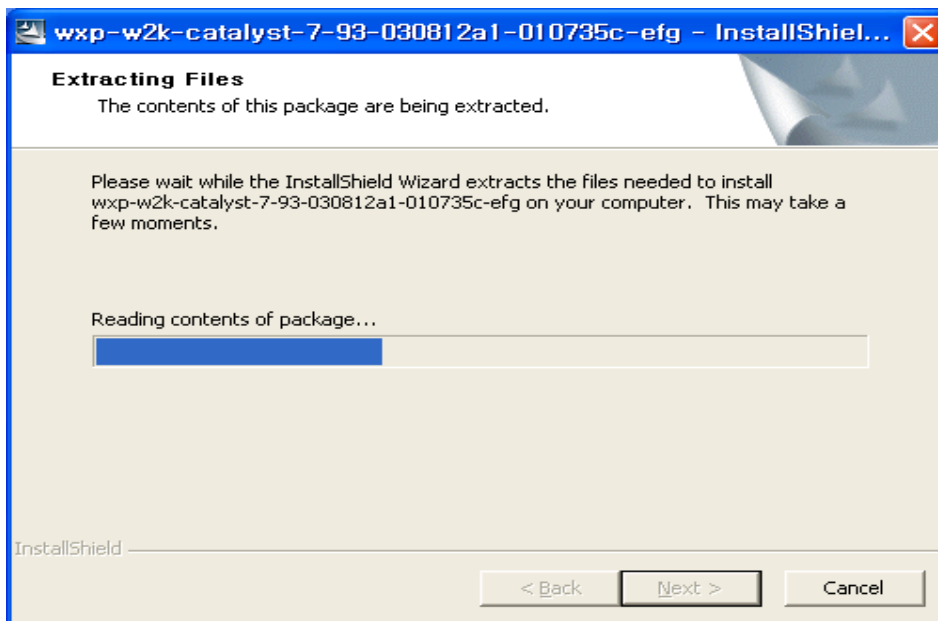 wxp-w2k-catalyst-7-93-030812a1-010735c-efg - InstallShiel...
Extracting Files
The contents of this package are being extracted.
Please wait while the InstallShield Wizard extracts the files needed to install
wxp-w2k-catalyst-7-93-030812a1-010735c-efg on your computer.  This may take a
few moments.
Reading contents of package...
InstallShield
< Back
Next >
Cancel